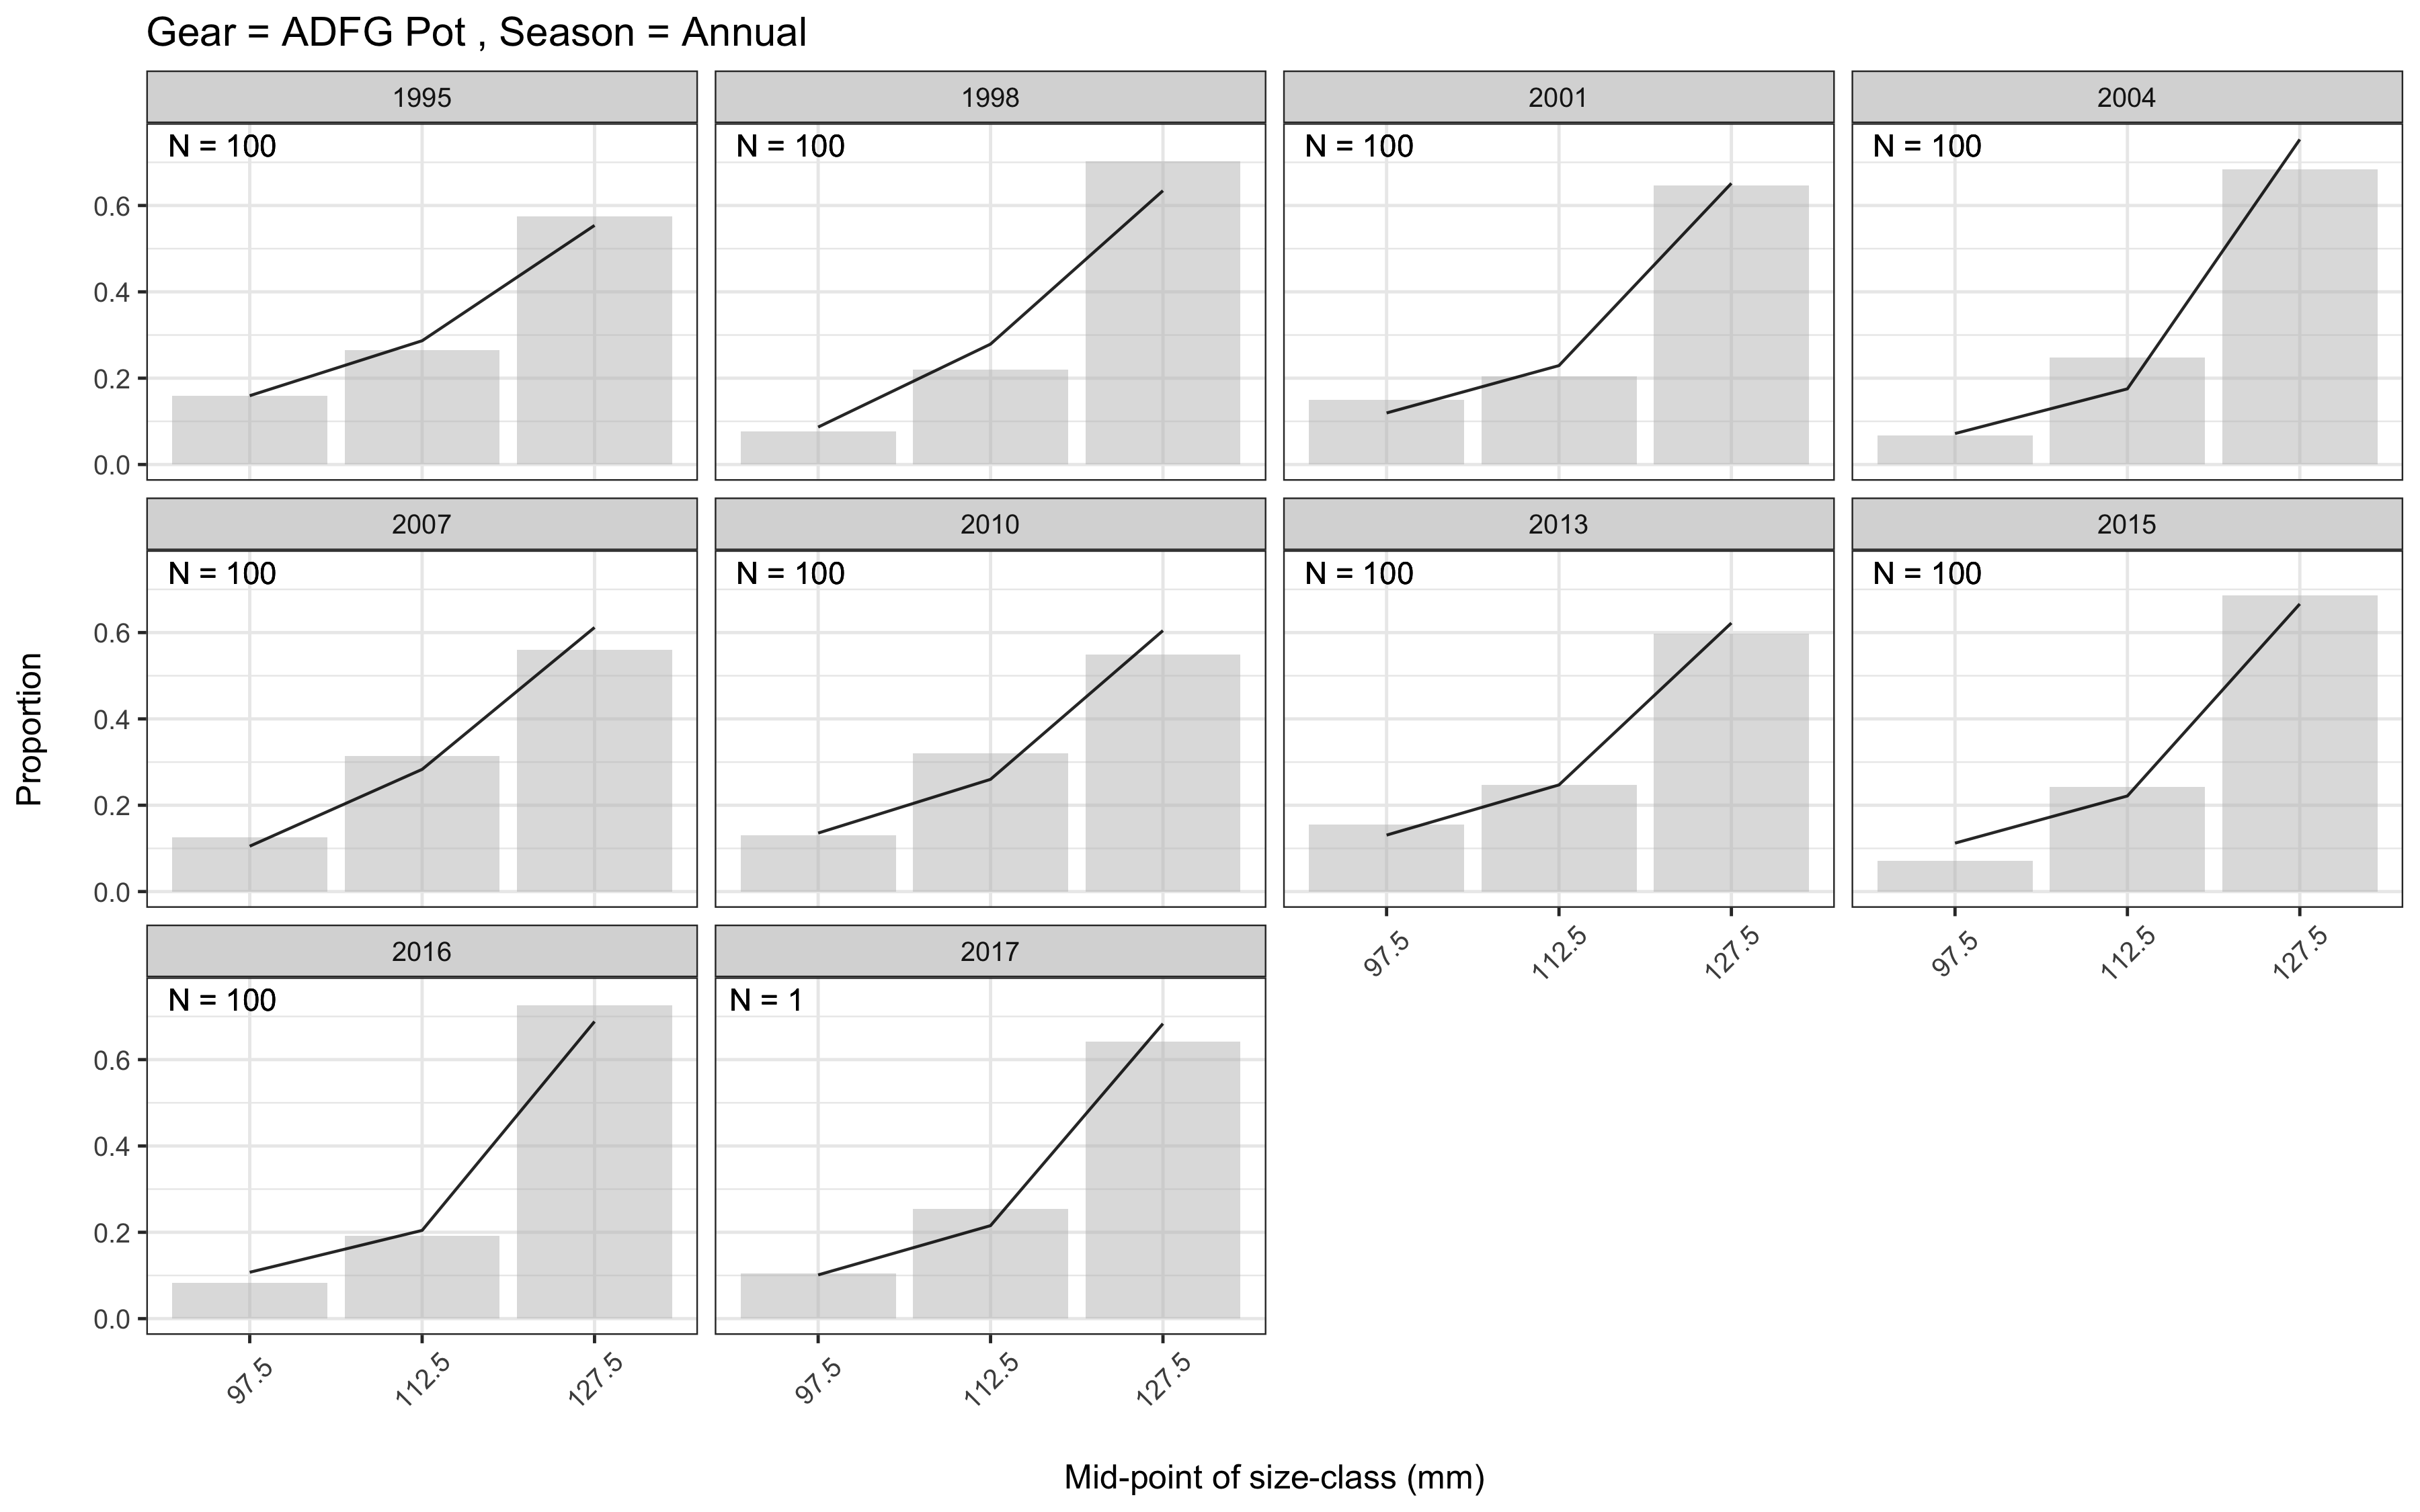 Gear = ADFG Pot , Season = Annual
1995 1998 2001 2004
N = 100 N = 100 N = 100 N = 100
0.6
0.4
0.2
0.0
2007 2010 2013 2015
N = 100 N = 100 N = 100 N = 100
0.6
0.4
0.2
0.0
Proportion
97.5 112.5 127.5 97.5 112.5 127.5
2016 2017
N = 100 N = 1
0.6
0.4
0.2
0.0
97.5 112.5 127.5 97.5 112.5 127.5
Mid-point of size-class (mm)